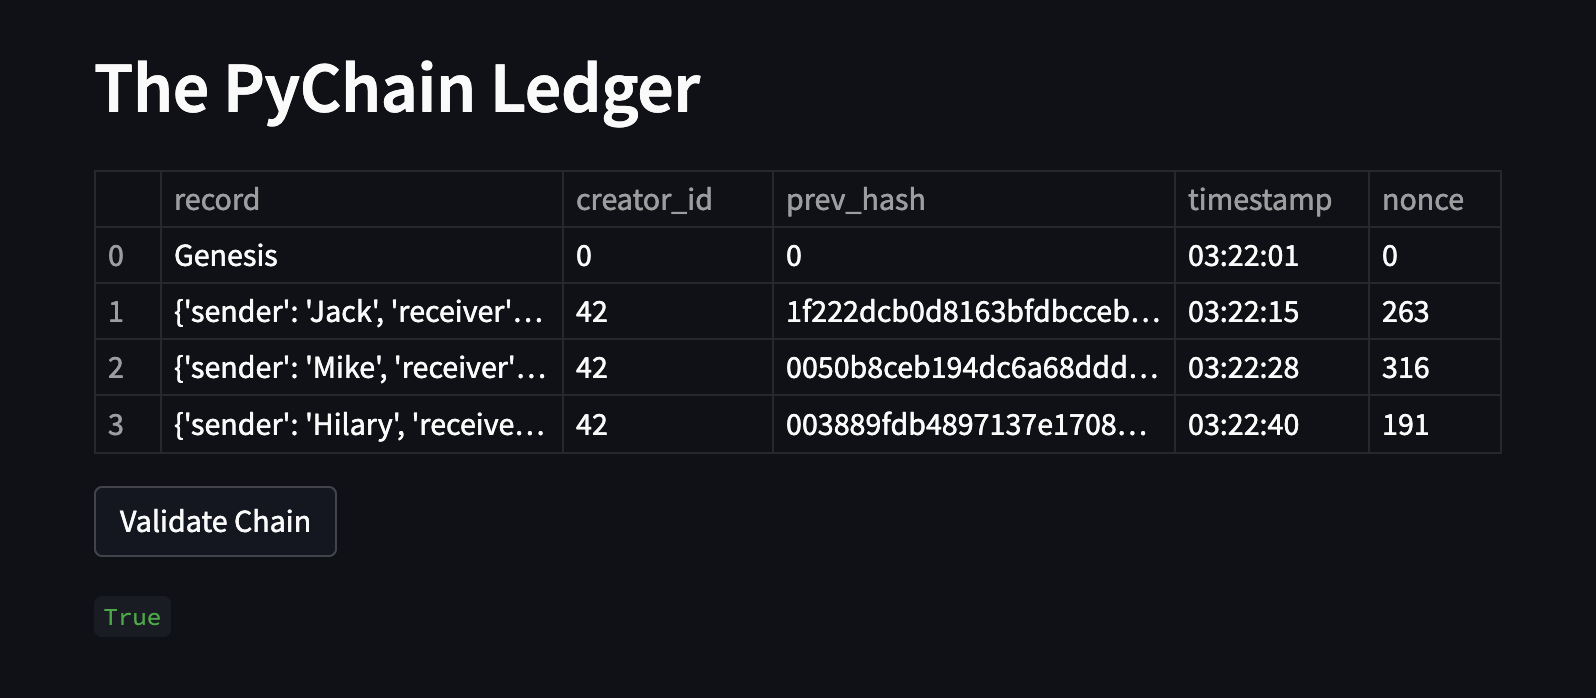 The PyChain Ledger
record creator_id prev_hash timestamp nonce
0 Genesis 0 0 03:22:01 0
1 {'sender': 'Jack', 'receiver'... 42 1f222dcb0d8163bfdbcceb... 03:22:15 263
2 {'sender': 'Mike', 'receiver'... 42 0050b8ceb194dc6a68ddd... 03:22:28 316
3 {'sender': 'Hilary', 'receive... 42 003889fdb4897137e1708... 03:22:40 191
Validate Chain
True